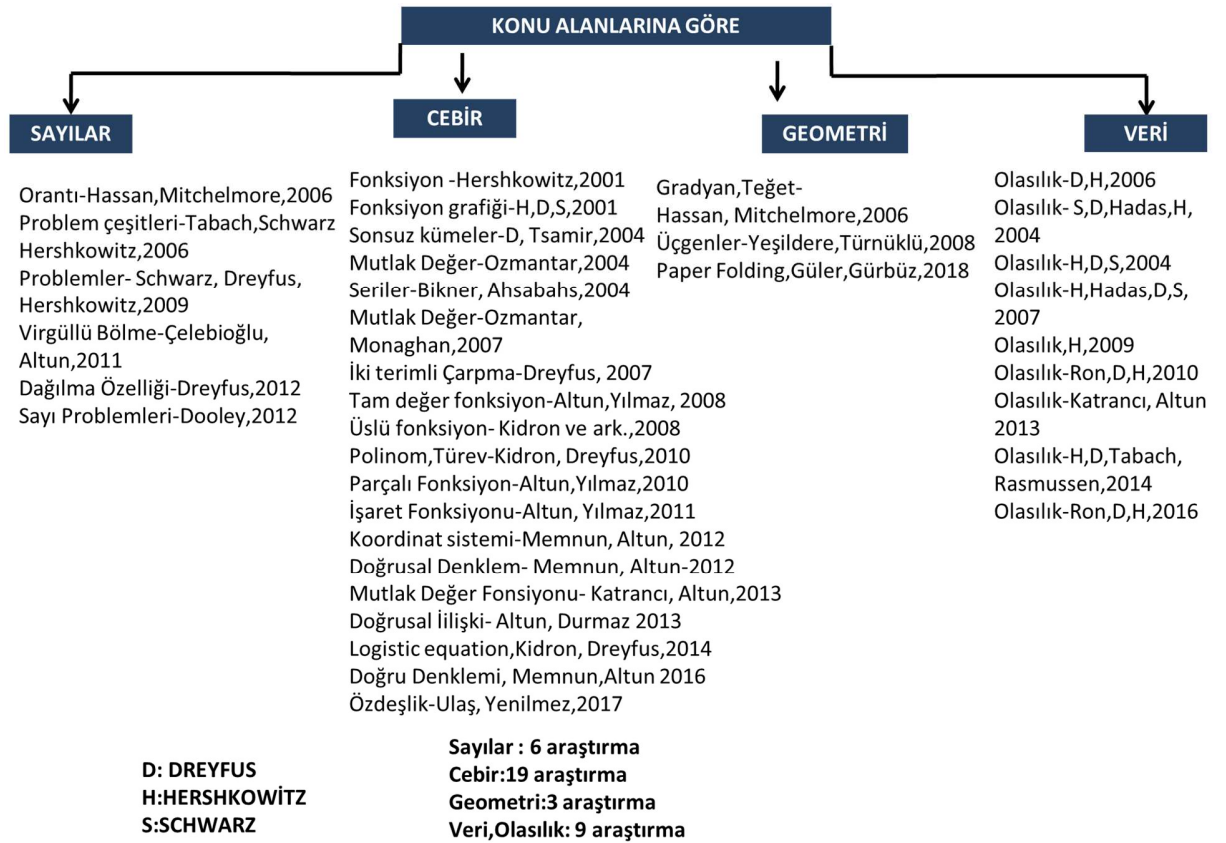 KONU ALANLARINA GÖRE
SAYILAR
Orantı-Hassan,Mitchelmore,2006
Problem çeşitleri-Tabach,Schwarz
Hershkowitz,2006
Problemler- Schwarz, Dreyfus,
Hershkowitz,2009
Virgüllü Bölme-Çelebioğlu,
Altun,2011
Dağılma Özelliği-Dreyfus,2012
Sayı Problemleri-Dooley,2012
CEBİR
Fonksiyon -Hershkowitz,2001
Fonksiyon grafiği-H,D,S,2001
Sonsuz kümeler-D, Tsamir,2004
Mutlak Değer-Ozmantar,2004
Seriler-Bikner, Ahsabahs,2004
Mutlak Değer-Ozmantar,
Monaghan,2007
İki terimli Çarpma-Dreyfus, 2007
Tam değer fonksiyon-Altun,Yılmaz, 2008
Üslü fonksiyon- Kidron ve ark.,2008
Polinom,Türev-Kidron, Dreyfus,2010
Parçalı Fonksiyon-Altun,Yılmaz,2010
İşaret Fonksiyonu-Altun, Yılmaz,2011
Koordinat sistemi-Memnun, Altun, 2012
Doğrusal Denklem- Memnun, Altun-2012
Mutlak Değer Fonsiyonu- Katrancı, Altun,2013
Doğrusal İilişki- Altun, Durmaz 2013
Logistic equation,Kidron, Dreyfus,2014
Doğru Denklemi, Memnun,Altun 2016
Özdeşlik-Ulaş, Yenilmez,2017
GEOMETRİ
Gradyan,Teğet-
Hassan, Mitchelmore,2006
Üçgenler-Yeşildere,Türnüklü,2008
Paper Folding,Güler,Gürbüz,2018
VERİ
Olasılık-D,H,2006
Olasılık- S,D,Hadas,H,
2004
Olasılık-H,D,S,2004
Olasılık-H,Hadas,D,S,
2007
Olasılık,H,2009
Olasılık-Ron,D,H,2010
Olasılık-Katrancı, Altun
2013
Olasılık-H,D,Tabach,
Rasmussen,2014
Olasılık-Ron,D,H,2016
D: DREYFUS
H:HERSHKOWİTZ
S:SCHWARZ
Sayılar : 6 araştırma
Cebir:19 araştırma
Geometri:3 araştırma
Veri,Olasılık: 9 araştırma